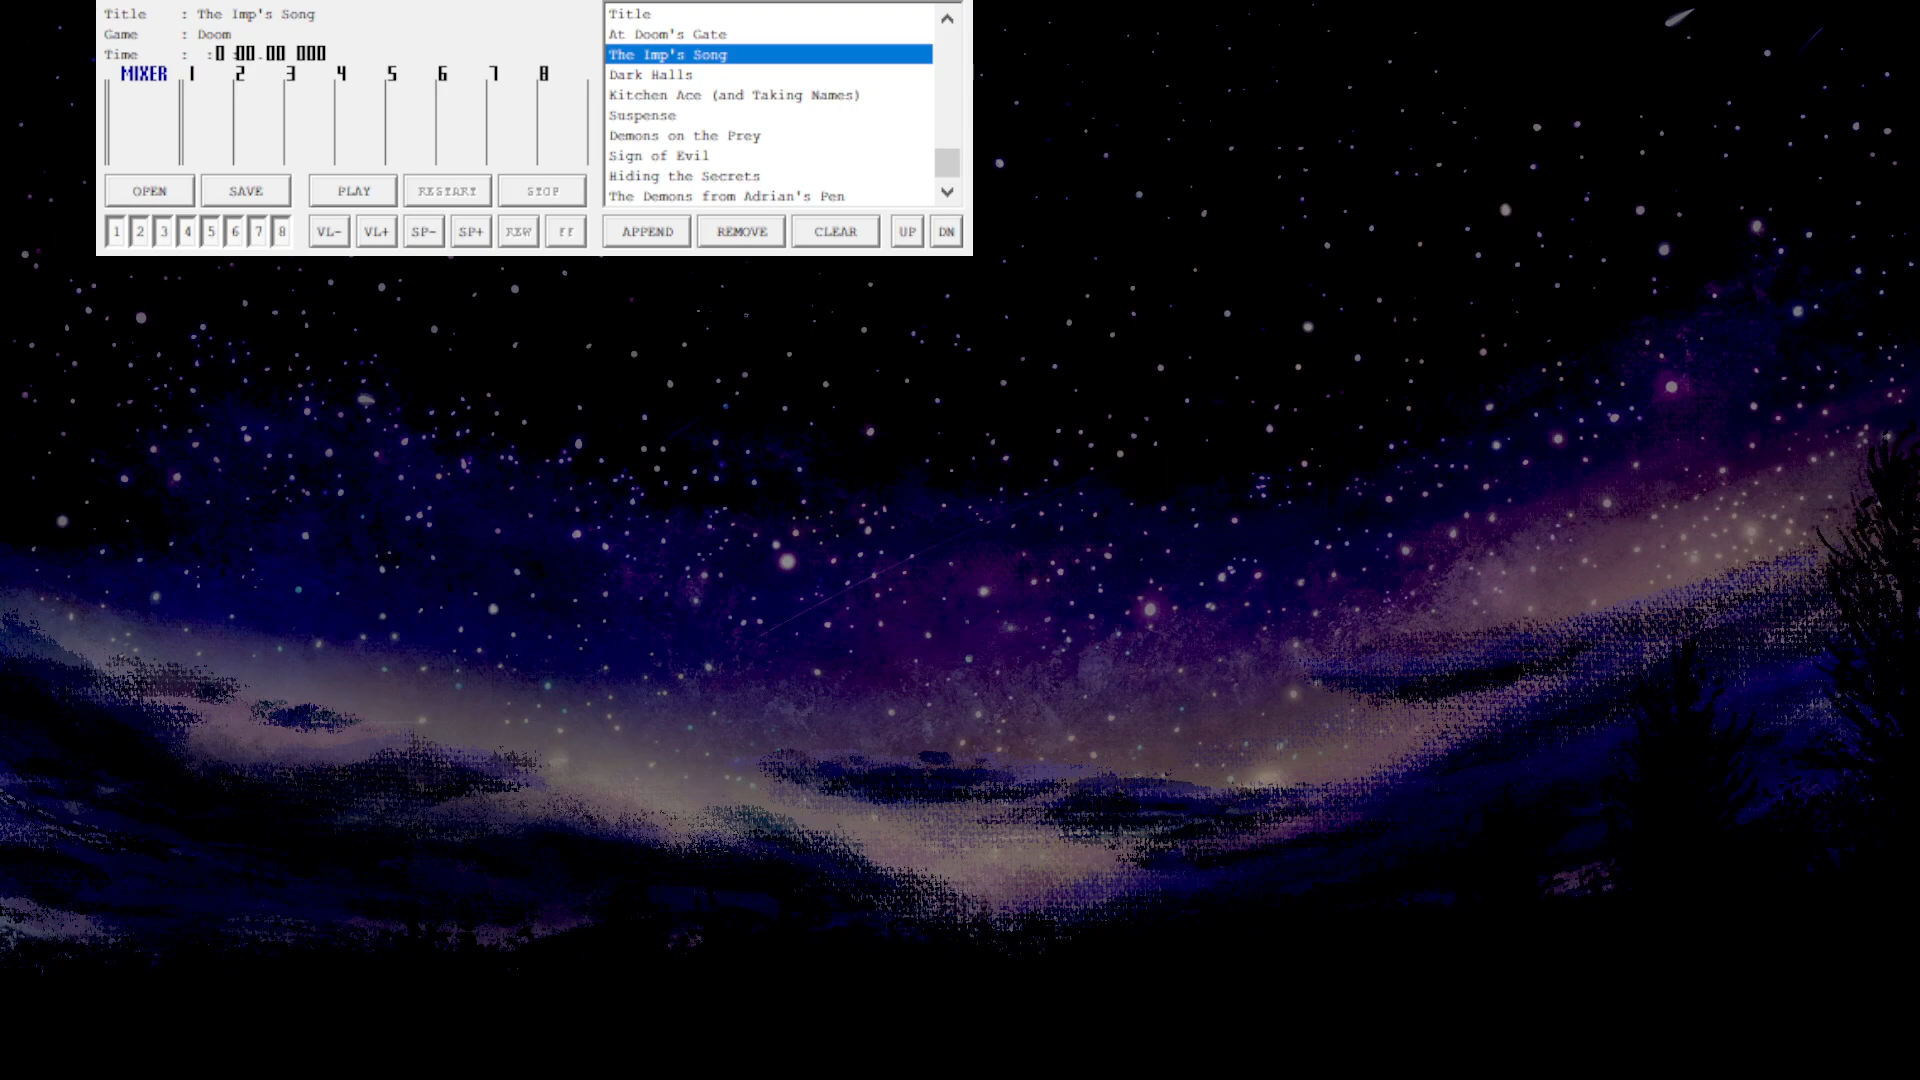 Title : The Imp's Song
Game : Doom
Time : :0 00.00 000
MIXER 1 2 3 4 5 6 7 8
OPEN SAVE PLAY RESTART STOP
1 2 3 4 5 6 7 8 VL- VL+ SP- SP+ REW FF
Title
At Doom's Gate
The Imp's Song
Dark Halls
Kitchen Ace (and Taking Names)
Suspense
Demons on the Prey
Sign of Evil
Hiding the Secrets
The Demons from Adrian's Pen
APPEND REMOVE CLEAR UP DN